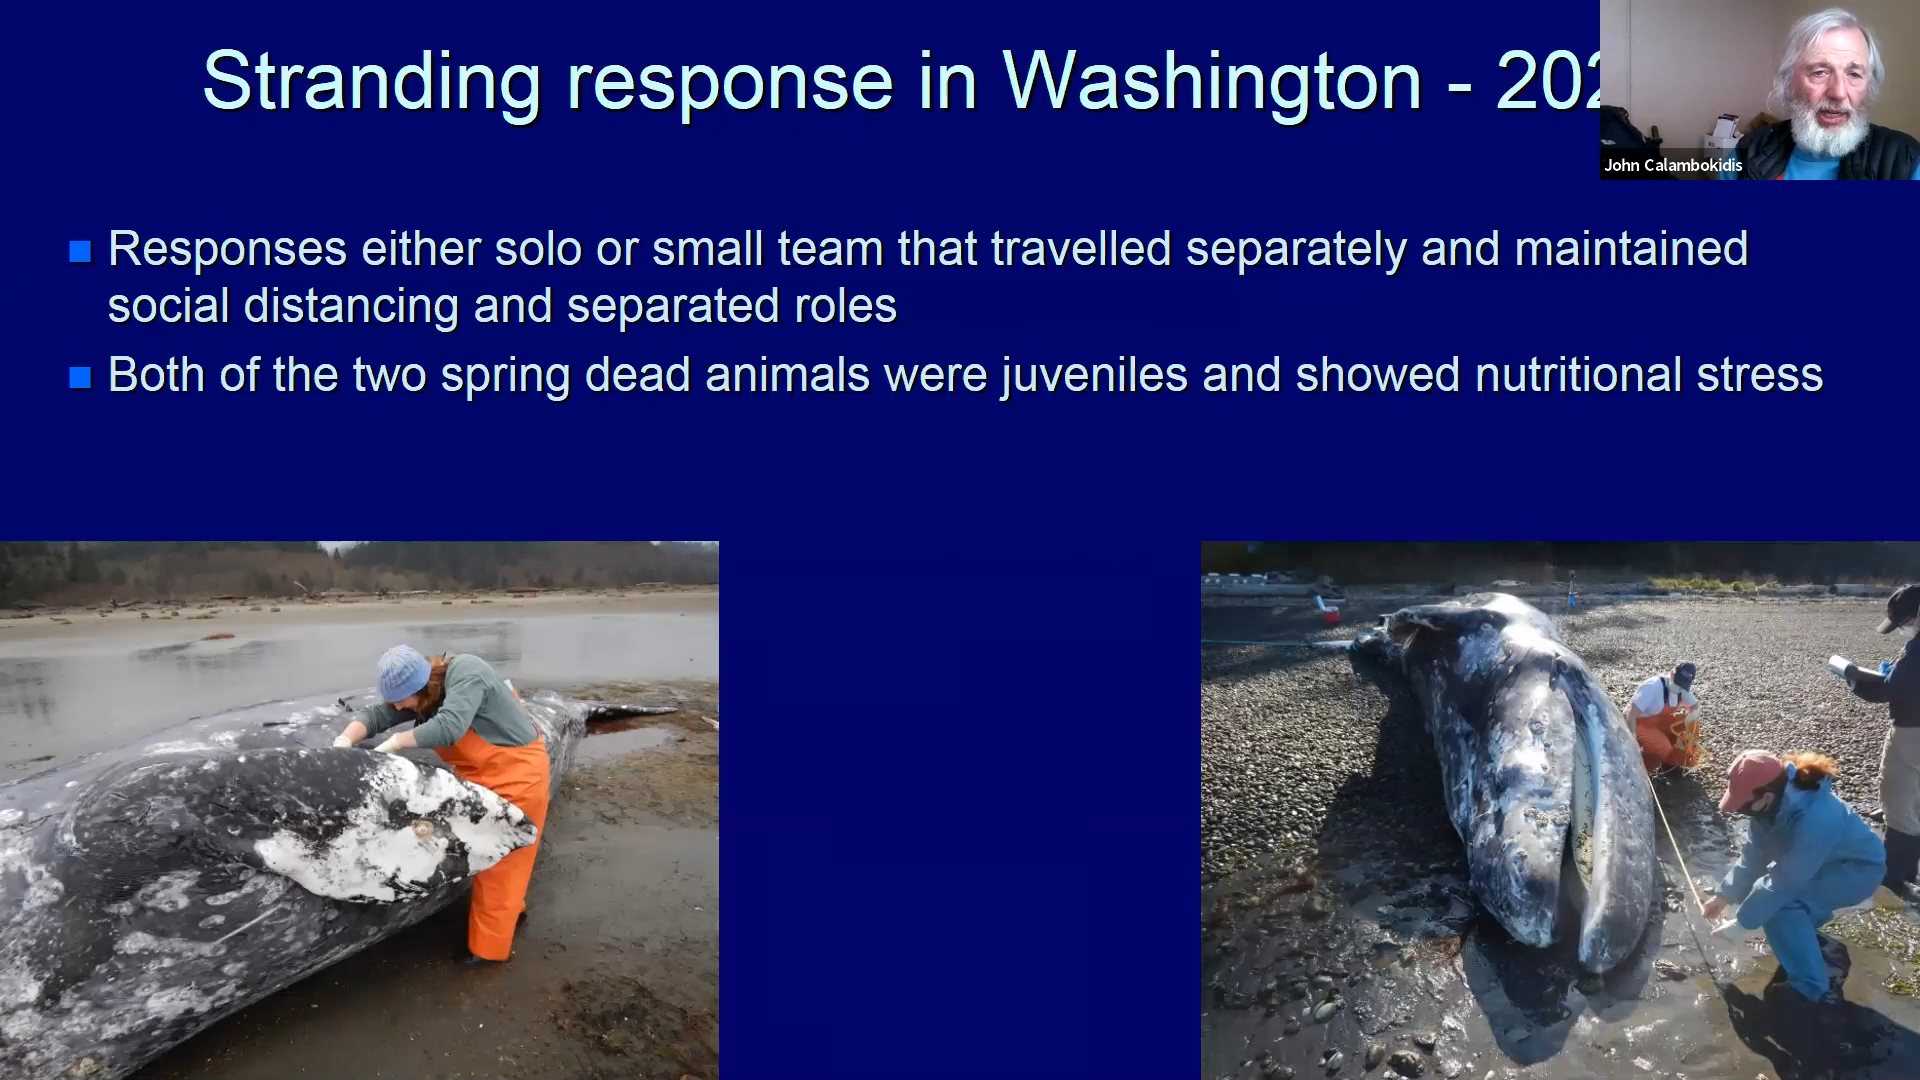 Stranding response in Washington - 202
John Calambokidis
Responses either solo or small team that travelled separately and maintained
social distancing and separated roles
Both of the two spring dead animals were juveniles and showed nutritional stress